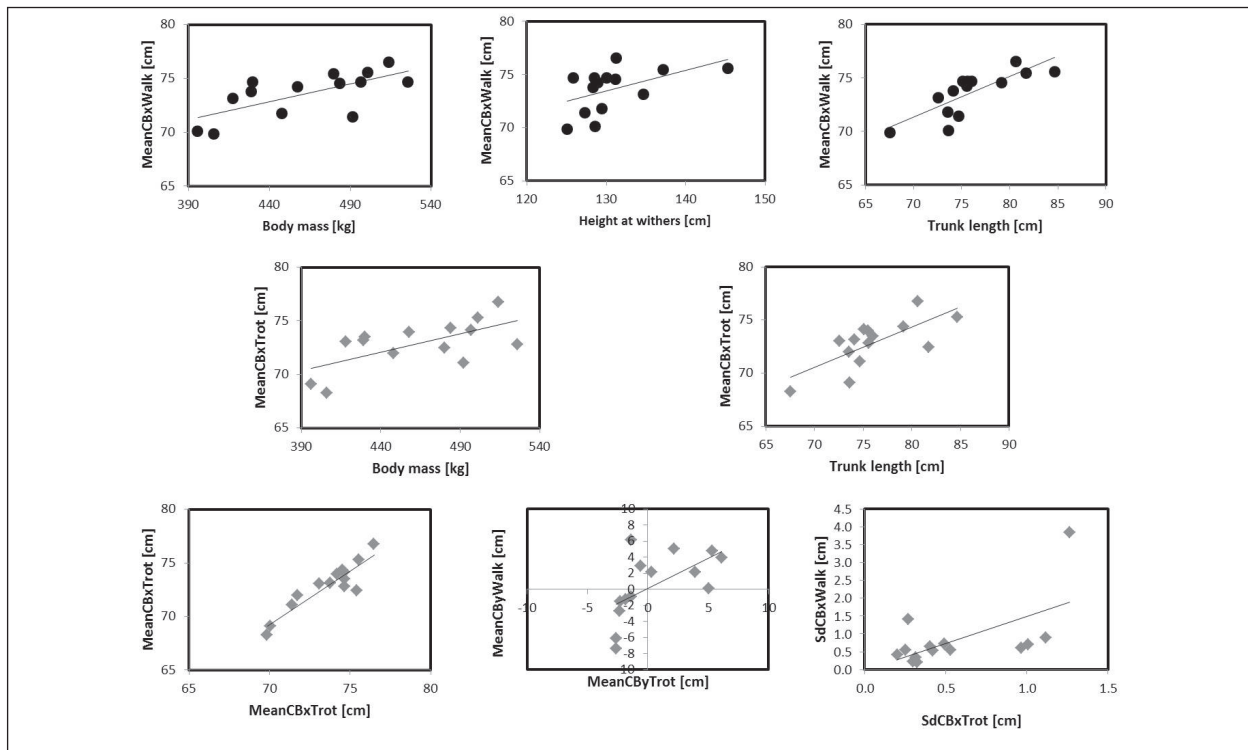 80
75
70
65
MeanCBxWalk [cm]
390 440 490 540
Body mass [kg]
80
75
70
65
MeanCBxWalk [cm]
120 130 140 150
Height at withers [cm]
80
75
70
65
MeanCBxWalk [cm]
65 70 75 80 85 90
Trunk length [cm]
80
75
70
65
MeanCBxTrot [cm]
390 440 490 540
Body mass [kg]
80
75
70
65
MeanCBxTrot [cm]
65 70 75 80 85 90
Trunk length [cm]
80
75
70
65
MeanCBxTrot [cm]
65 70 75 80
MeanCBxTrot [cm]
10
8
6
4
2
0
-2
-4
-6
-8
10
MeanCByWalk [cm]
-10 -5 0 5 10
MeanCByTrot [cm]
4.5
4.0
3.5
3.0
2.5
2.0
1.5
1.0
0.5
0.0
SdCBxWalk [cm]
0.0 0.5 1.0 1.5
SdCBxTrot [cm]